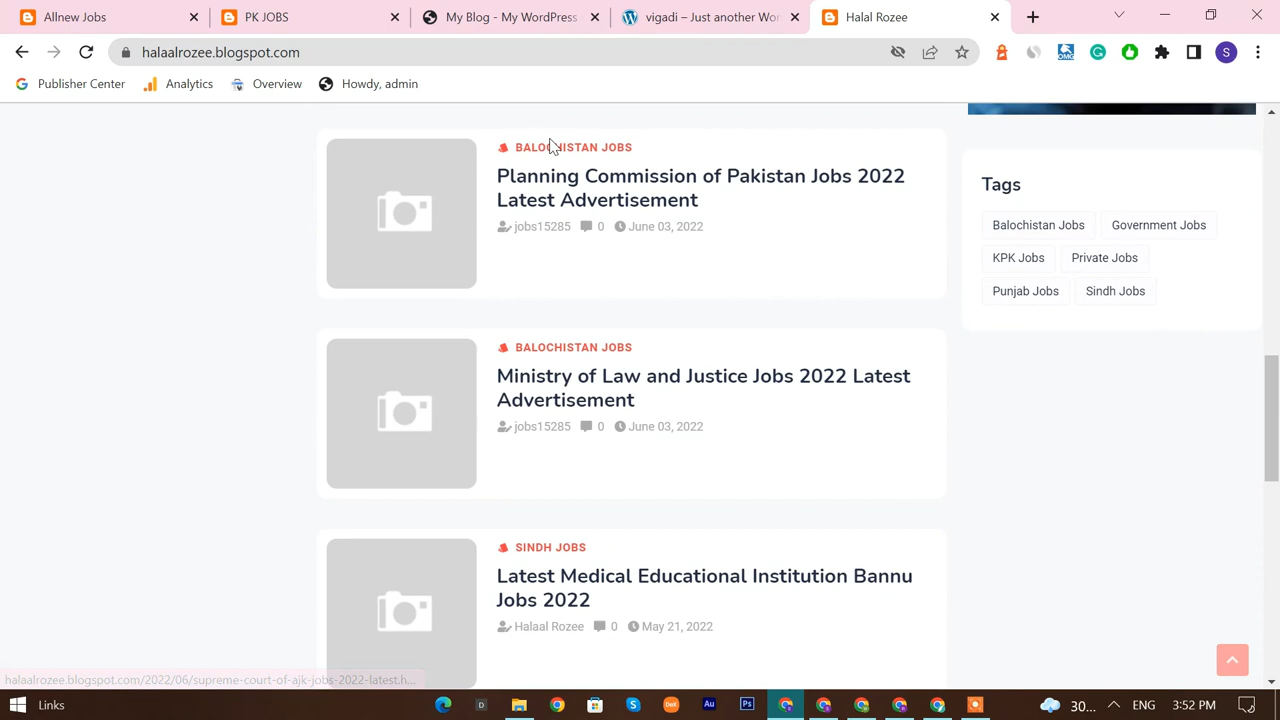 Allnew Jobs
PK JOBS
My Blog - My WordPress
vigadi – Just another Wor
Halal Rozee
halaalrozee.blogspot.com
S
Publisher Center
Analytics
Overview
Howdy, admin
BALOCHISTAN JOBS
Planning Commission of Pakistan Jobs 2022
Latest Advertisement
jobs15285 0 June 03, 2022
BALOCHISTAN JOBS
Ministry of Law and Justice Jobs 2022 Latest
Advertisement
jobs15285 0 June 03, 2022
SINDH JOBS
Latest Medical Educational Institution Bannu
Jobs 2022
Halaal Rozee 0 May 21, 2022
Tags
Balochistan Jobs Government Jobs
KPK Jobs Private Jobs
Punjab Jobs Sindh Jobs
halaalrozee.blogspot.com/2022/06/supreme-court-of-ajk-jobs-2022-latest.h...
Links
30...
ENG
3:52 PM